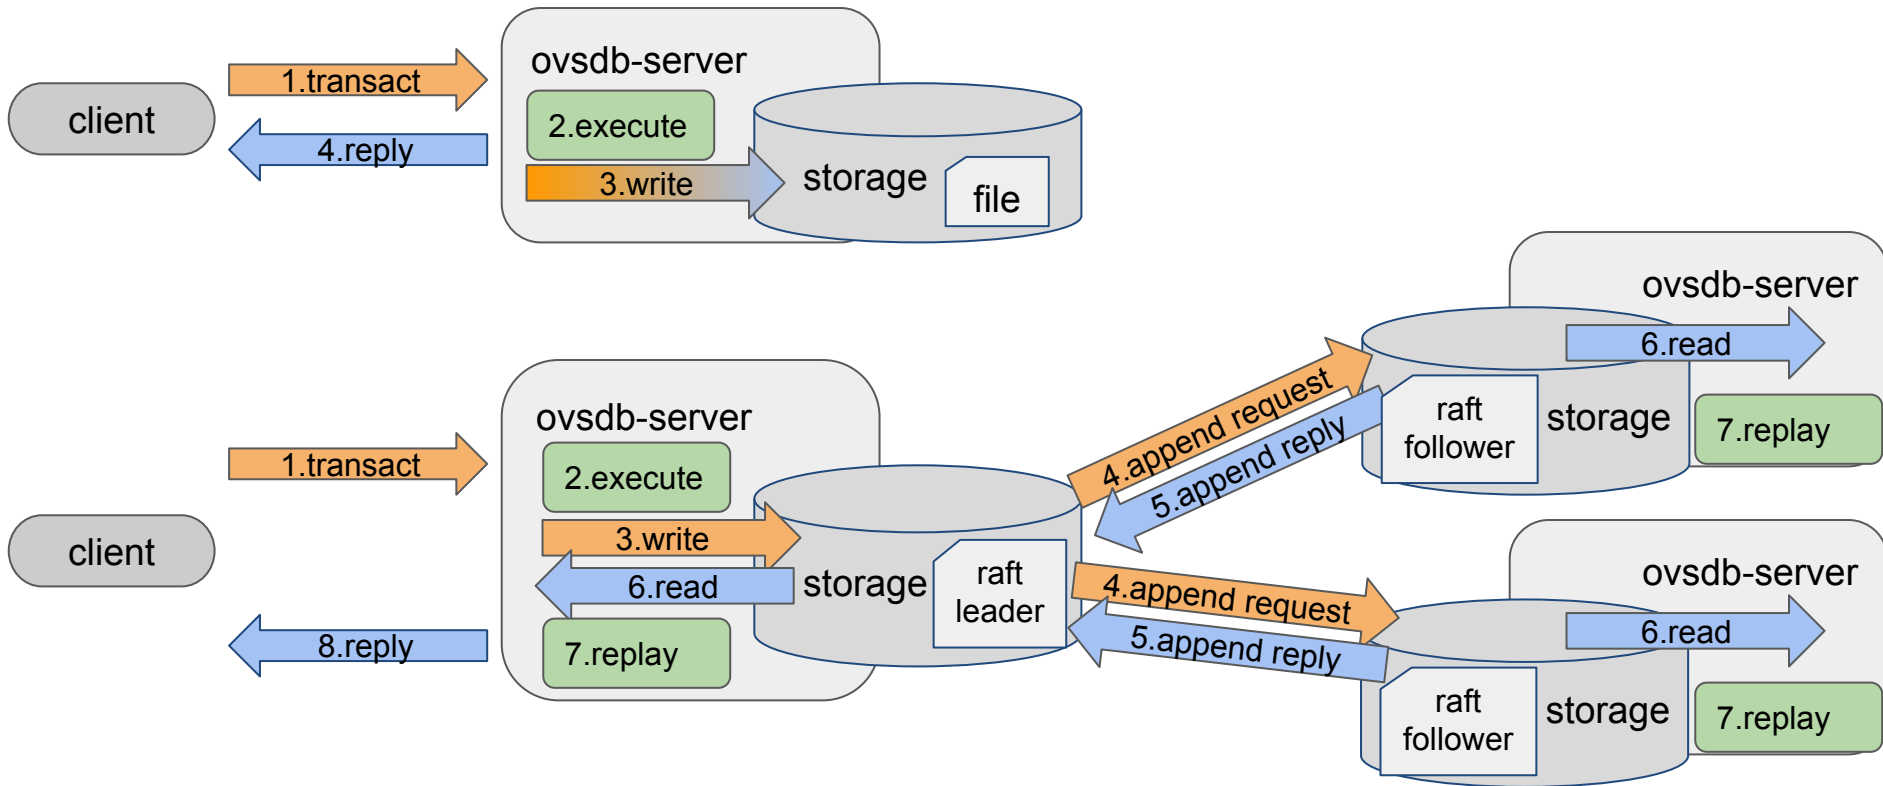 ovsdb-server
1.transact
client
2.execute
4.reply
3.write
storage
file
ovsdb-server
6.read
raft
follower
storage
7.replay
4.append request
5.append reply
ovsdb-server
1.transact
2.execute
client
3.write
6.read
storage
raft
leader
7.replay
8.reply
4.append request
5.append reply
ovsdb-server
6.read
raft
follower
storage
7.replay